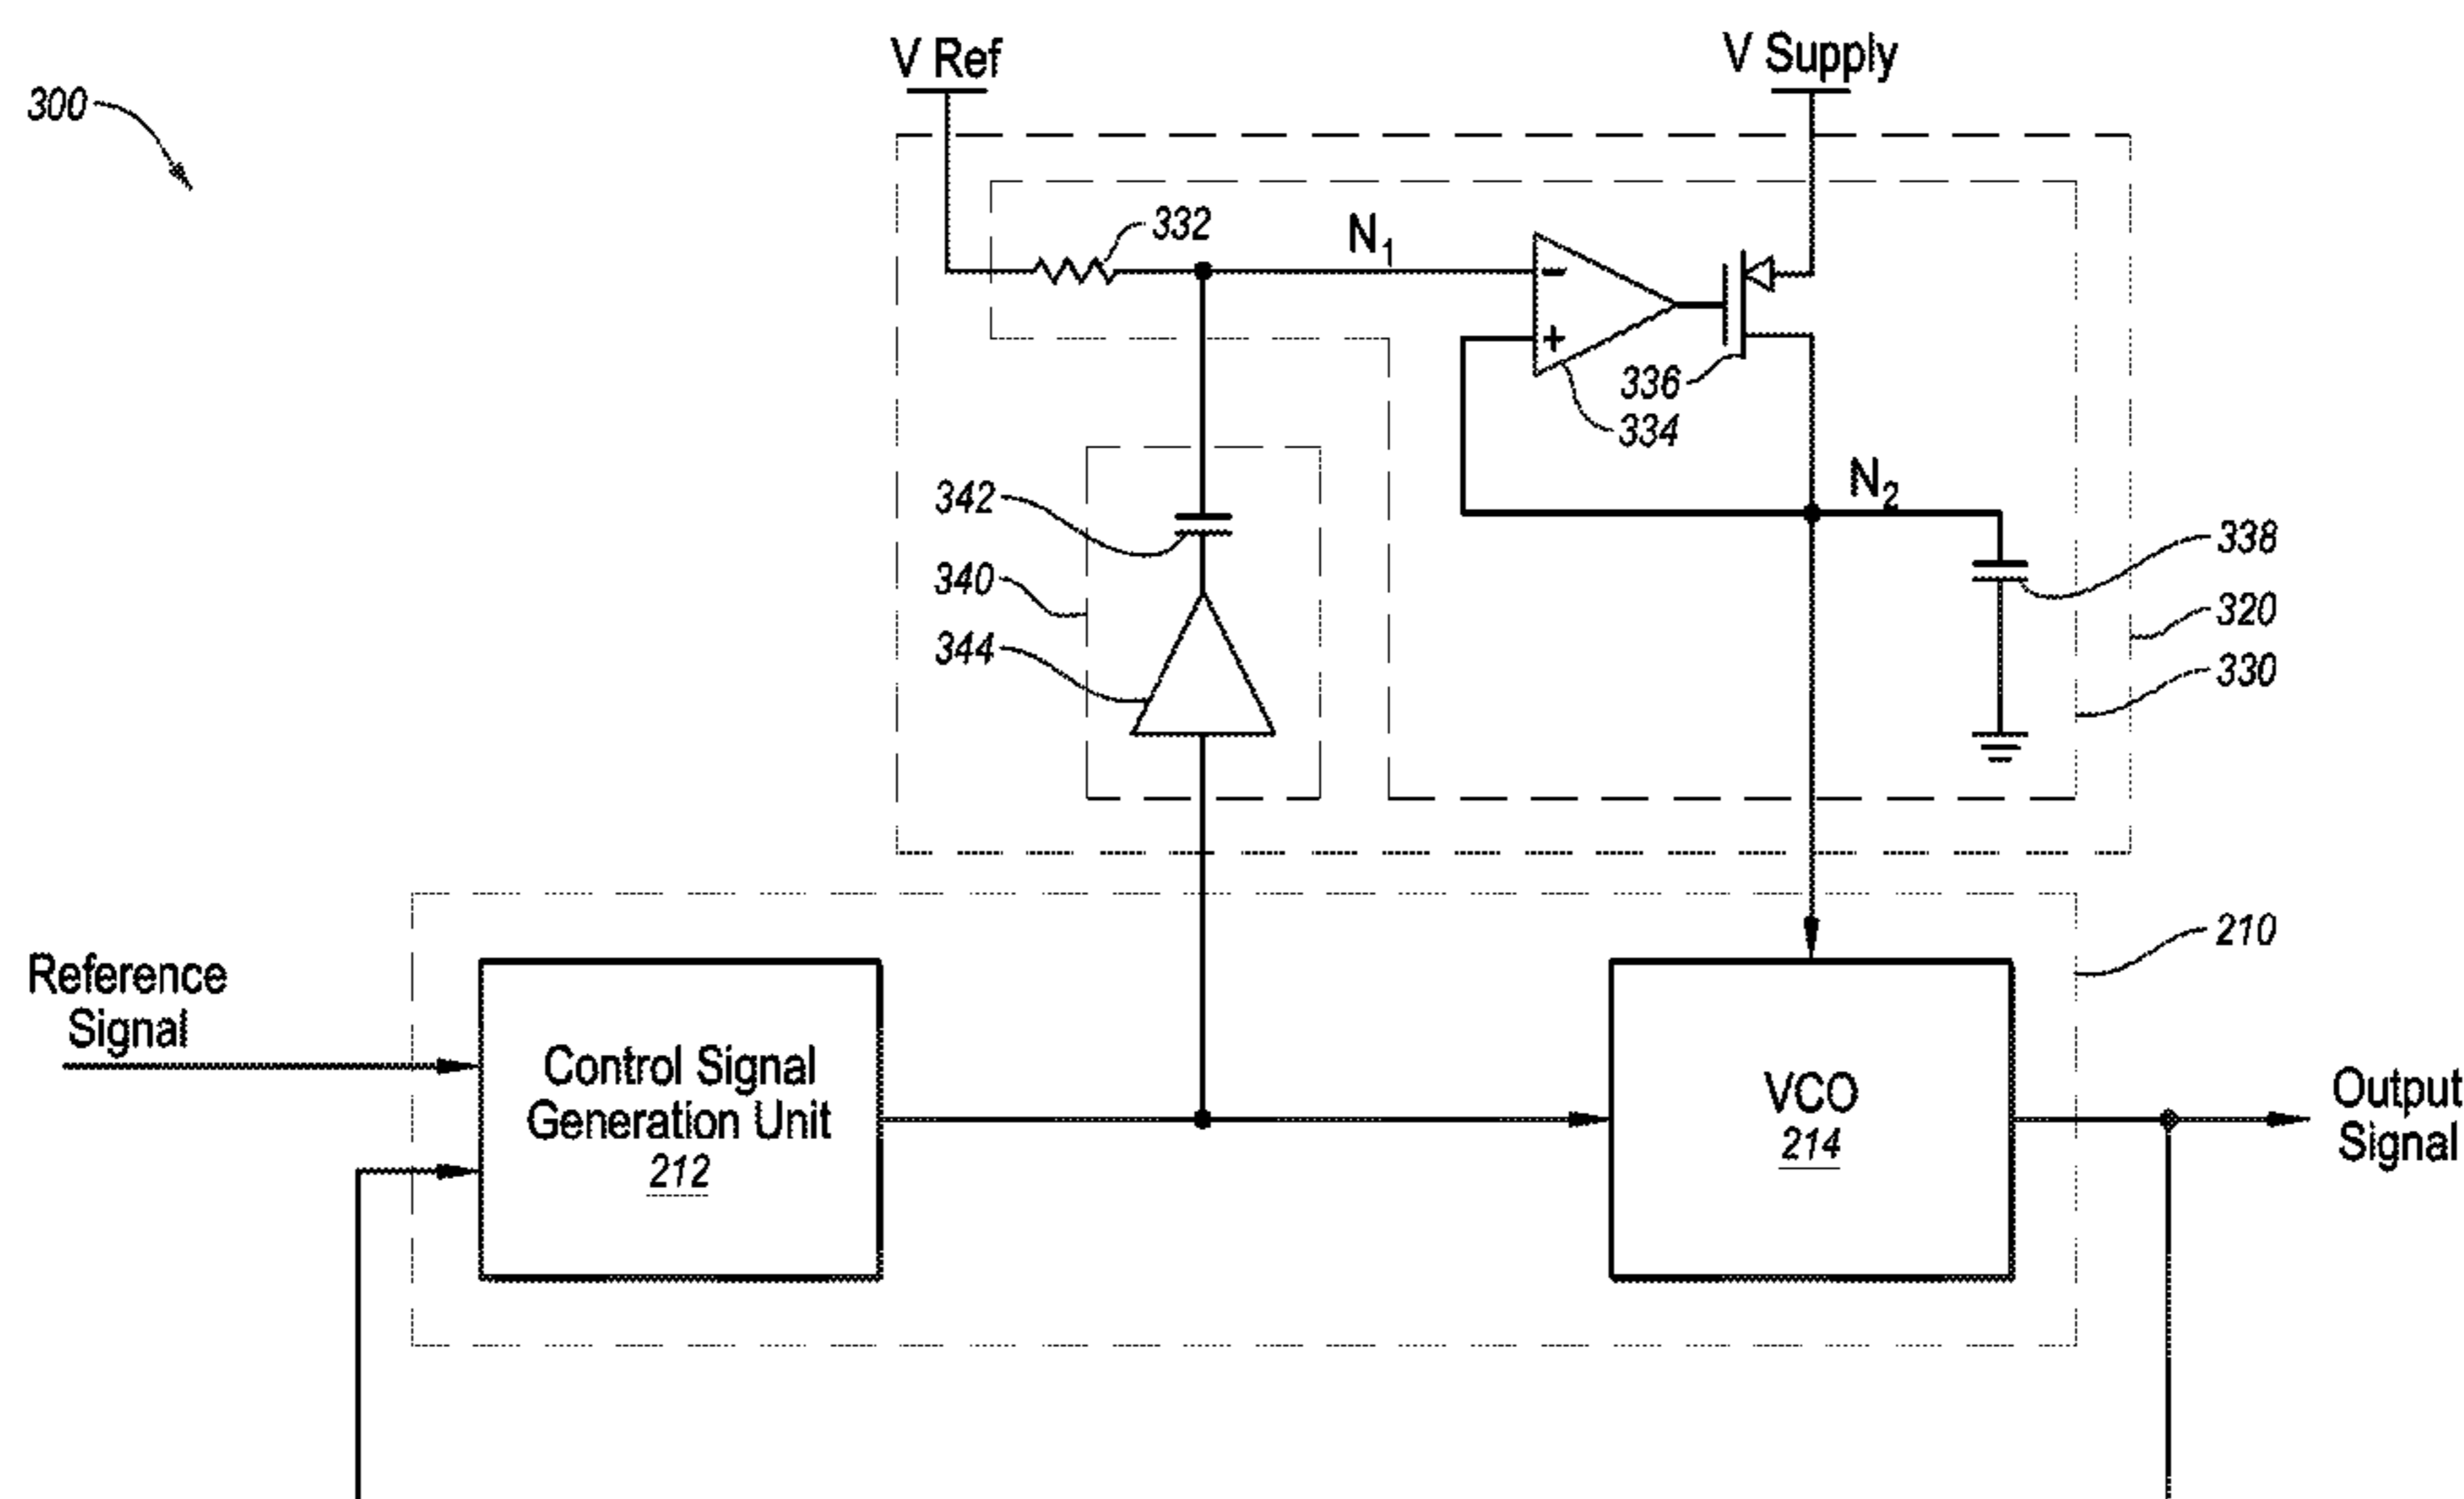 V Ref
V Supply
300
332
N1
-
+
336
334
N2
342
338
340
320
344
330
210
Reference
Signal
Control Signal
Generation Unit
212
VCO
214
Output
Signal